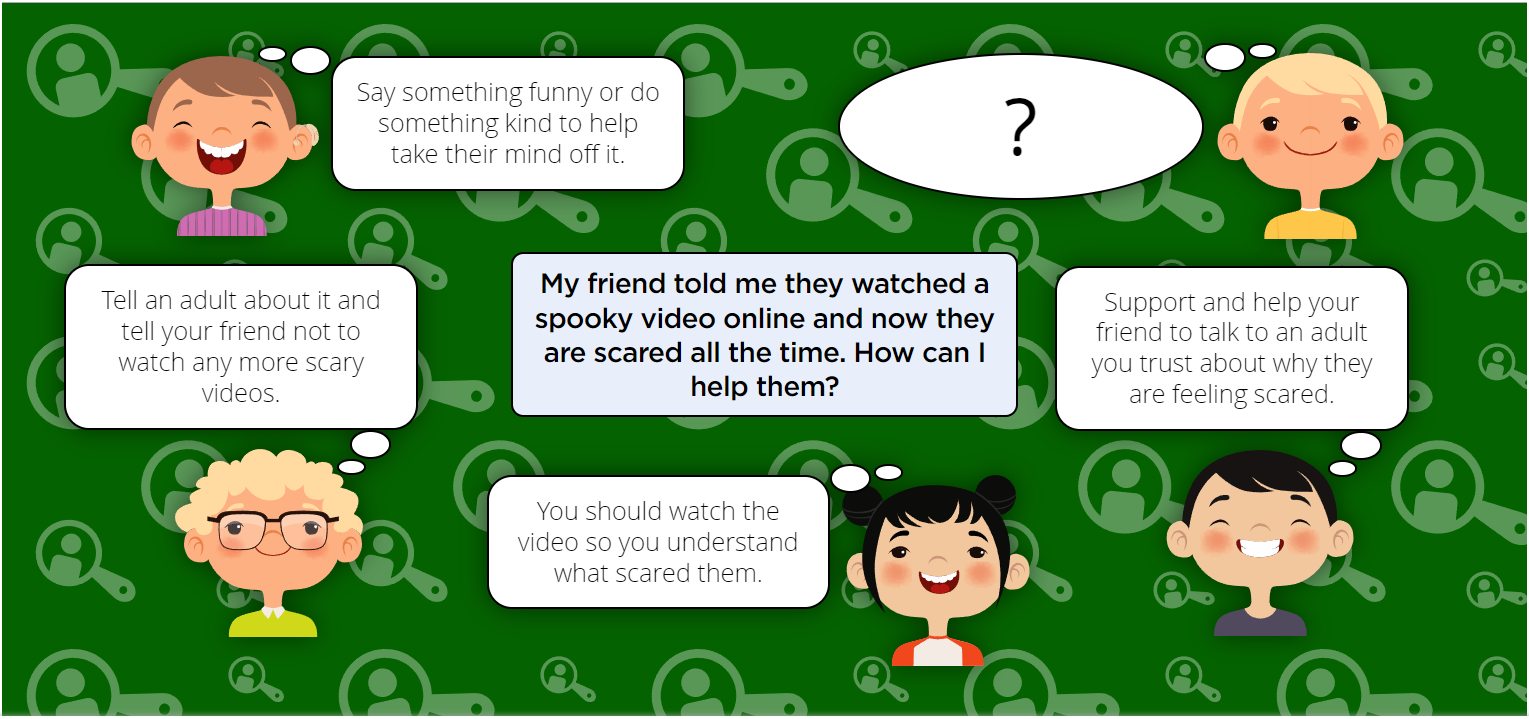 Say something funny or do
something kind to help
take their mind off it.
?
Tell an adult about it and
tell your friend not to
watch any more scary
videos.
My friend told me they watched a
spooky video online and now they
are scared all the time. How can I
help them?
Support and help your
friend to talk to an adult
you trust about why they
are feeling scared.
You should watch the
video so you understand
what scared them.